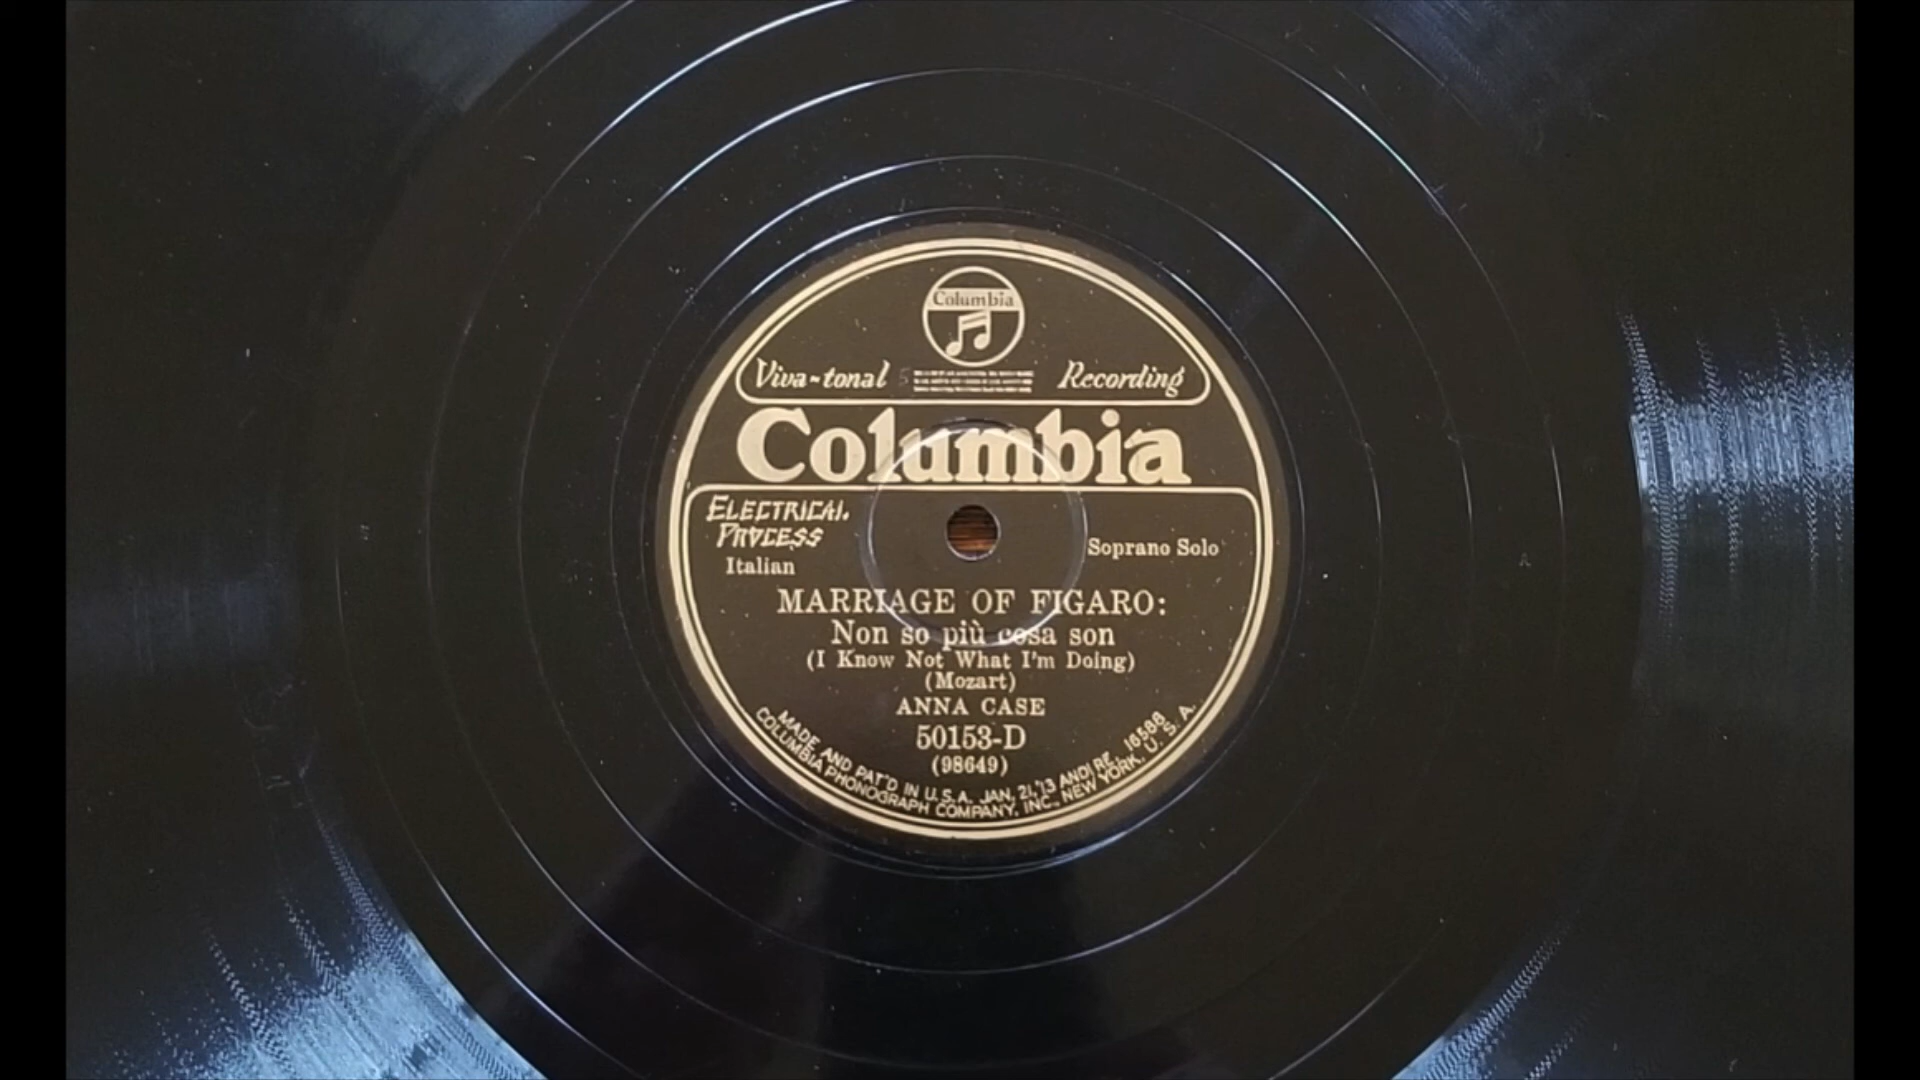 Columbia
Viva-tonal Recording
Columbia
ELECTRICAL
PROCESS
Italian
Soprano Solo
MARRIAGE OF FIGARO:
Non so più cosa son
(I Know Not What I'm Doing)
(Mozart)
ANNA CASE
50153-D
(98649)
MADE AND PAT'D IN U.S.A. JAN. 21, '13 AND RE. 16588
COLUMBIA PHONOGRAPH COMPANY, INC., NEW YORK, U. S. A.